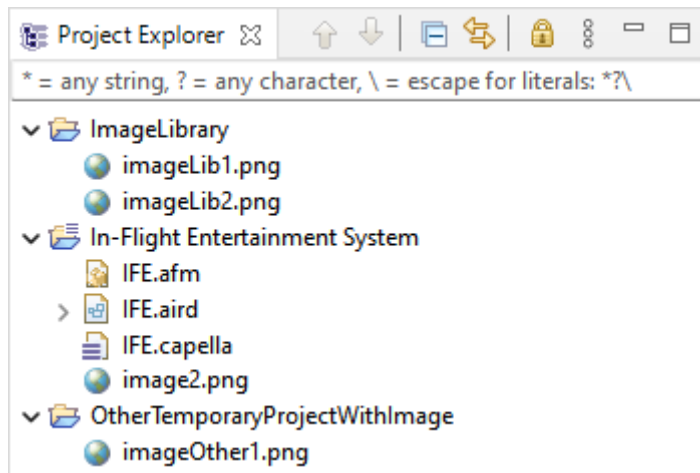 Project Explorer
* = any string, ? = any character, \ = escape for literals: *?\
ImageLibrary
imageLib1.png
imageLib2.png
In-Flight Entertainment System
IFE.afm
IFE.aird
IFE.capella
image2.png
OtherTemporaryProjectWithImage
imageOther1.png